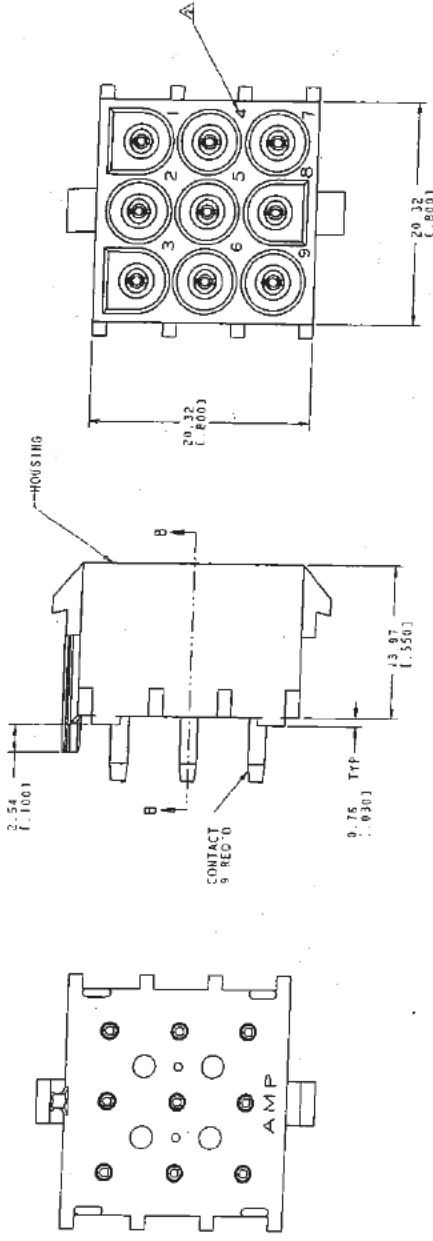 1
2
3
4
5
6
7
8
9
20.32
[.800]
20.32
[.800]
HOUSING
B
B
13.97
[.550]
2.54
[.100]
CONTACT
9 REQ'D
0.76 TYP
[.030]
AMP